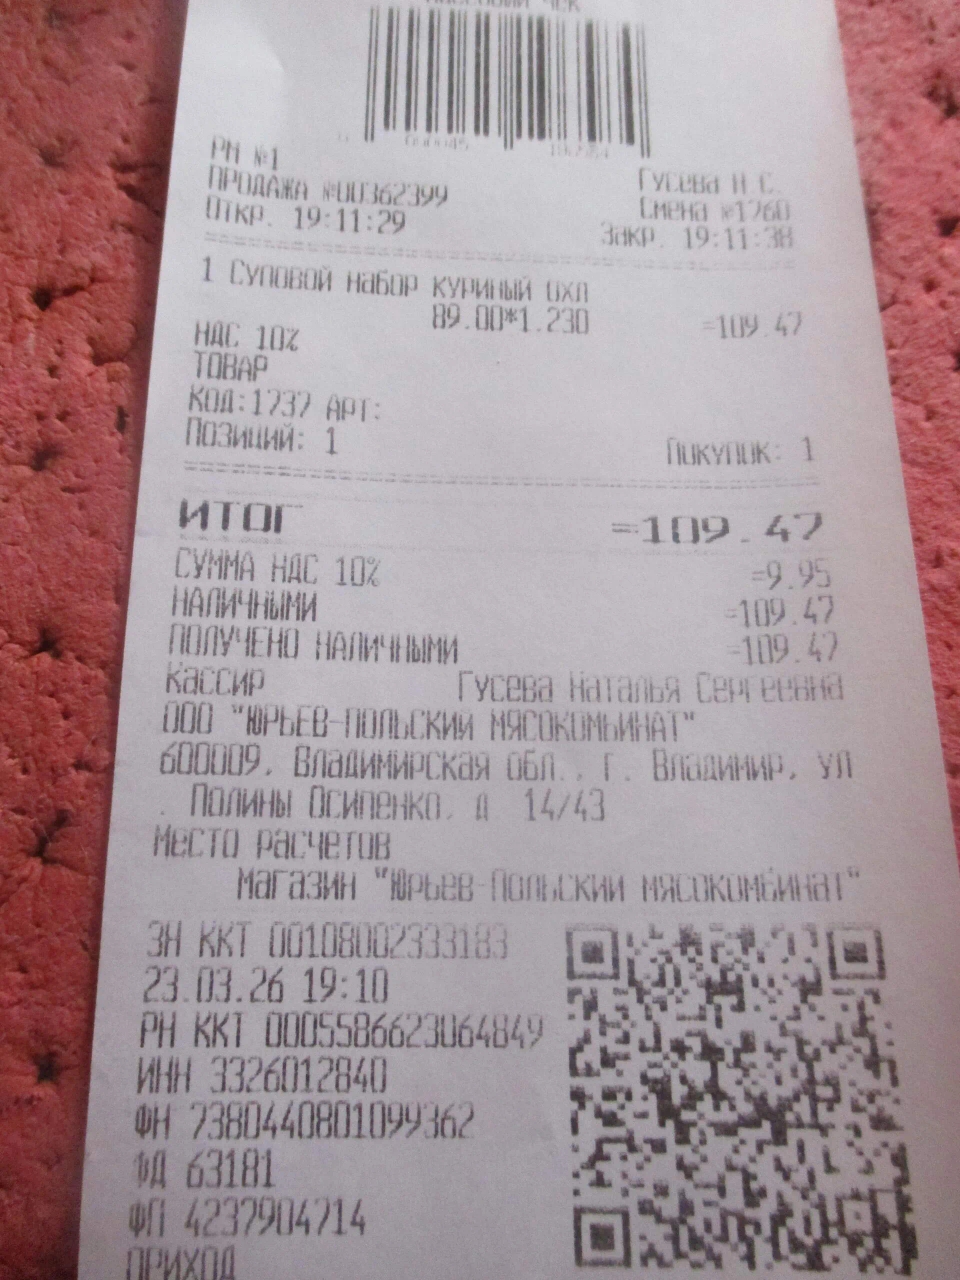 КАССОВЫЙ ЧЕК
РМ №1
ПРОДАЖА №00362399 Гусева Н.С.
Откр. 19:11:29 Смена №1260
Закр. 19:11:38
1 Суповой набор куриный охл
89.00*1.230 =109.47
НДС 10%
ТОВАР
Код:1737 Арт:
Позиций: 1 Покупок: 1
ИТОГ =109.47
СУММА НДС 10% =9.95
НАЛИЧНЫМИ =109.47
ПОЛУЧЕНО НАЛИЧНЫМИ =109.47
Кассир Гусева Наталья Сергеевна
ООО "ЮРЬЕВ-ПОЛЬСКИЙ МЯСОКОМБИНАТ"
600009, Владимирская обл., г. Владимир, ул
. Полины Осипенко, д 14/43
Место расчетов
Магазин "Юрьев-Польский мясокомбинат"
ЗН ККТ 00108002333183
23.03.26 19:10
РН ККТ 0005586623064849
ИНН 3326012840
ФН 7380440801099362
ФД 63181
ФП 4237904714
ПРИХОД